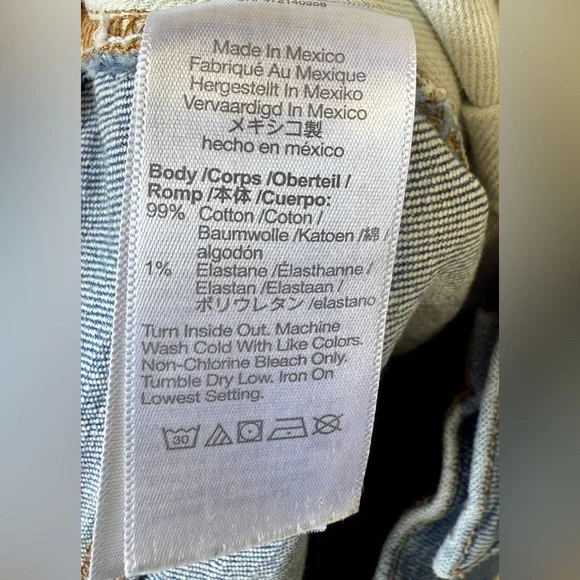 Made In Mexico
Fabriqué Au Mexique
Hergestellt In Mexiko
Vervaardigd In Mexico
メキシコ製
hecho en méxico
Body /Corps /Oberteil /
Romp /本体 /Cuerpo:
99% Cotton /Coton /
Baumwolle /Katoen /綿 /
algodón
1% Elastane /Élasthanne /
Elastan /Elastaan /
ポリウレタン /elastano
Turn Inside Out. Machine
Wash Cold With Like Colors.
Non-Chlorine Bleach Only.
Tumble Dry Low. Iron On
Lowest Setting.
30